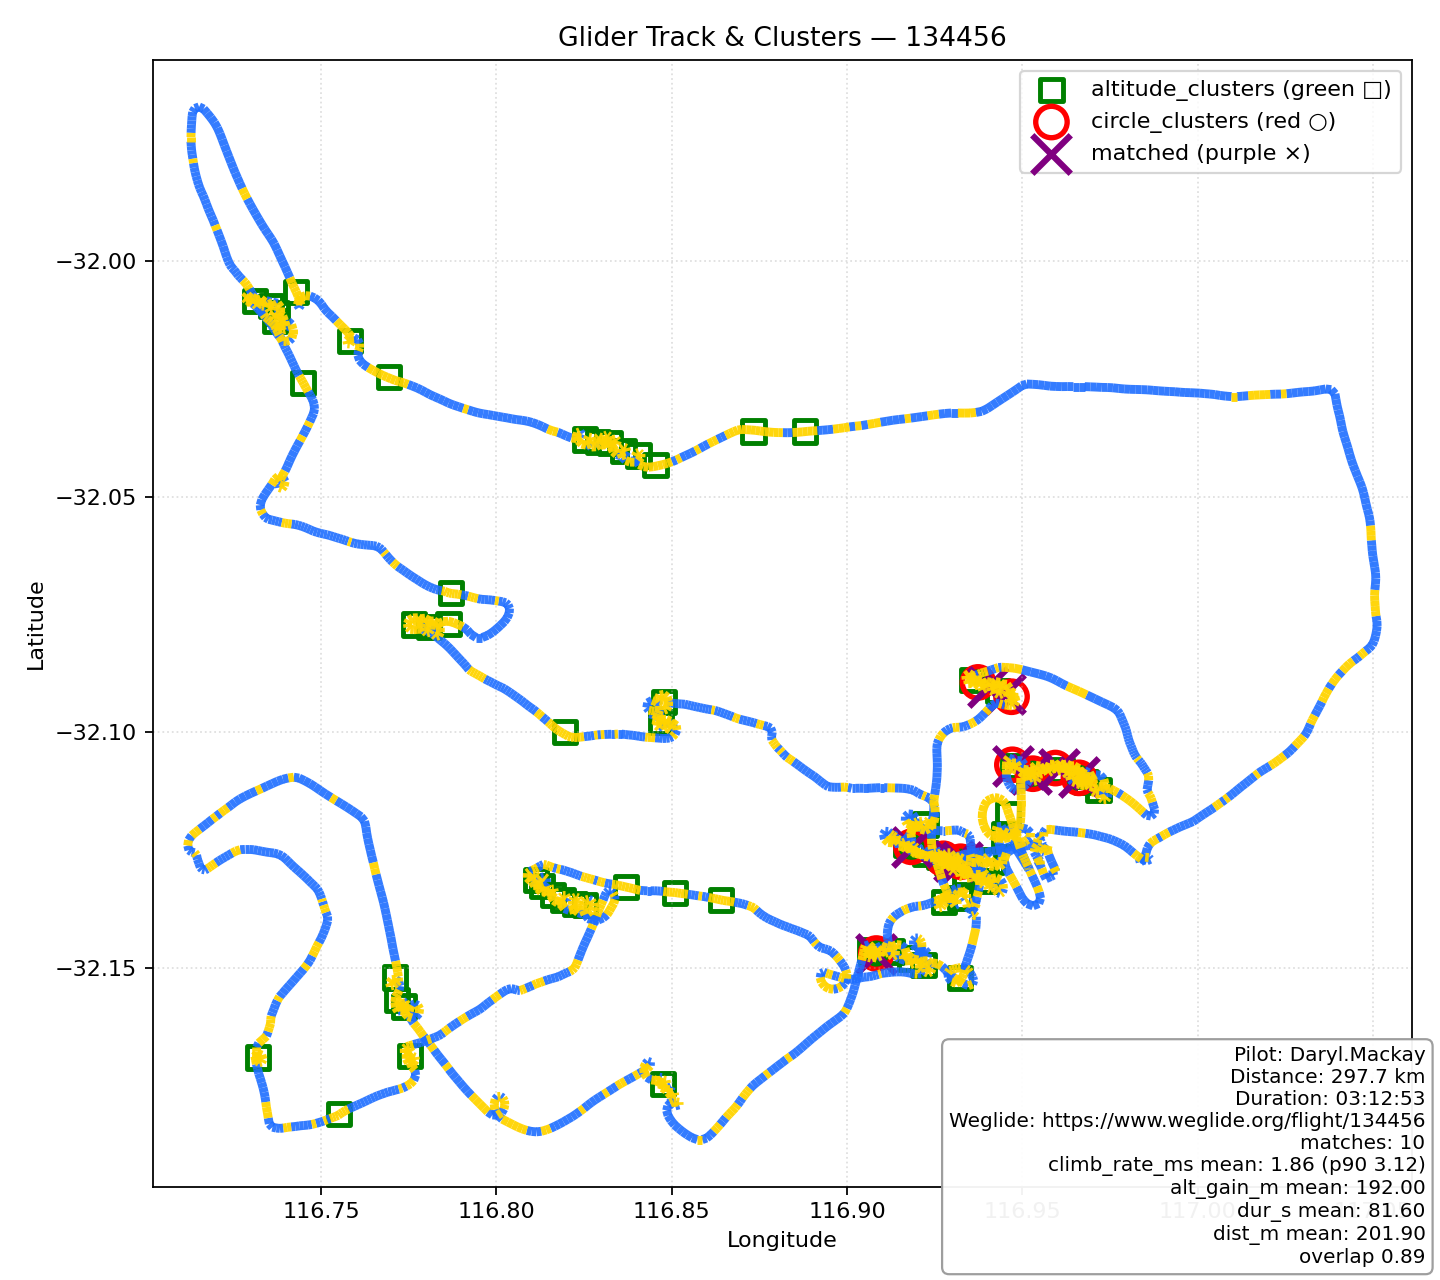 Glider Track & Clusters — 134456
altitude_clusters (green □)
circle_clusters (red ○)
matched (purple ×)
−32.00
−32.05
−32.10
−32.15
Latitude
116.75
116.80
116.85
116.90
116.95
117.00
Longitude
Pilot: Daryl.Mackay
Distance: 297.7 km
Duration: 03:12:53
Weglide: https://www.weglide.org/flight/134456
matches: 10
climb_rate_ms mean: 1.86 (p90 3.12)
alt_gain_m mean: 192.00
dur_s mean: 81.60
dist_m mean: 201.90
overlap 0.89